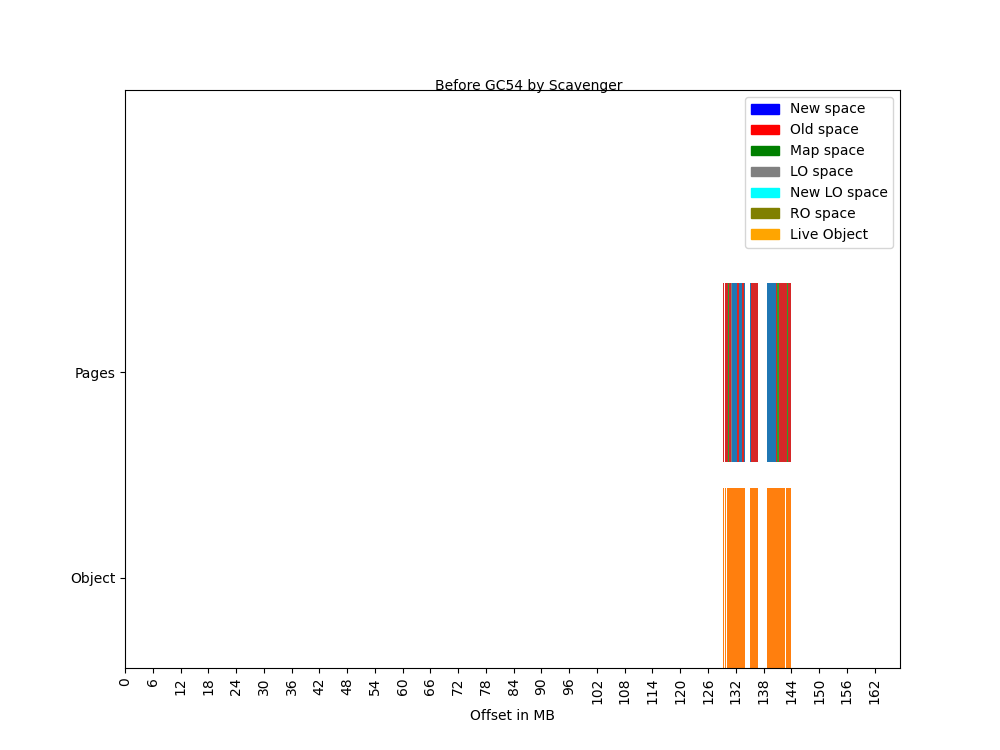 Before GC54 by Scavenger
New space
Old space
Map space
LO space
New LO space
RO space
Live Object
Pages
Object
0 6 12 18 24 30 36 42 48 54 60 66 72 78 84 90 96 102 108 114 120 126 132 138 144 150 156 162
Offset in MB